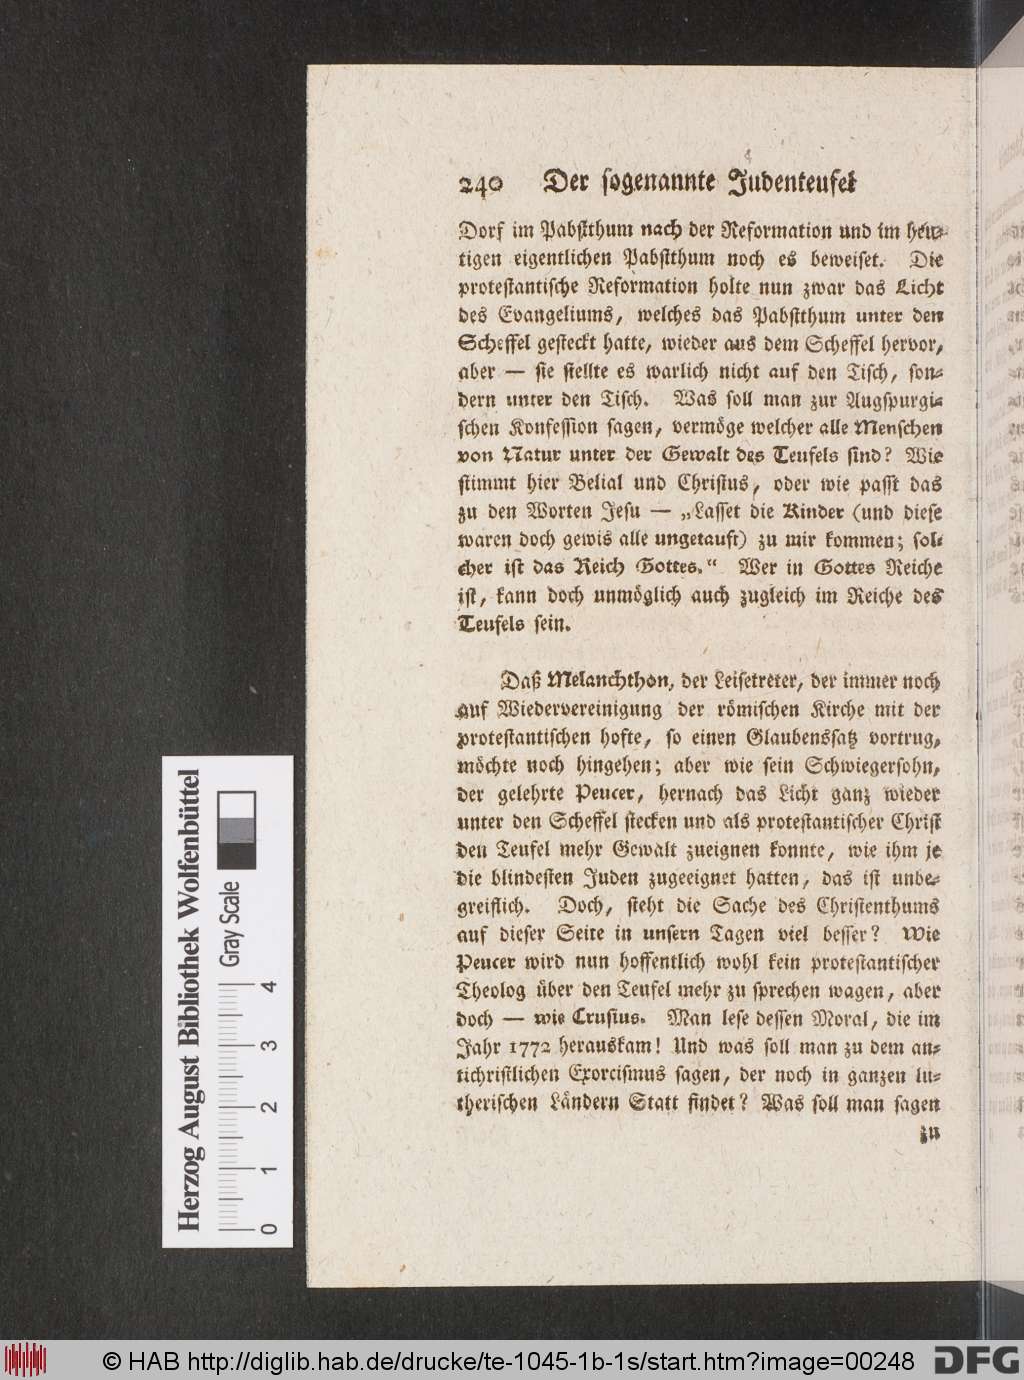 240 Der sogenannte Judenteufel
Dorf im Pabstthum nach der Reformation und im heu-
tigen eigentlichen Pabstthum noch es beweiset. Die
protestantische Reformation holte nun zwar das Licht
des Evangeliums, welches das Pabstthum unter den
Scheffel gesteckt hatte, wieder aus dem Scheffel hervor,
aber — sie stellte es warlich nicht auf den Tisch, son-
dern unter den Tisch. Was soll man zur Augspurgi-
schen Konfession sagen, vermöge welcher alle Menschen
von Natur unter der Gewalt des Teufels sind? Wie
stimmt hier Belial und Christus, oder wie passt das
zu den Worten Jesu — „Lasset die Kinder (und diese
waren doch gewis alle ungetauft) zu mir kommen; sol-
cher ist das Reich Gottes.“ Wer in Gottes Reiche
ist, kann doch unmöglich auch zugleich im Reiche des
Teufels sein.
Daß Melanchthon, der Leisetreter, der immer noch
auf Wiedervereinigung der römischen Kirche mit der
protestantischen hofte, so einen Glaubenssatz vortrug,
möchte noch hingehen; aber wie sein Schwiegersohn,
der gelehrte Peucer, hernach das Licht ganz wieder
unter den Scheffel stecken und als protestantischer Christ
den Teufel mehr Gewalt zueignen konnte, wie ihm je
die blindesten Juden zugeeignet hatten, das ist unbe-
greiflich. Doch, steht die Sache des Christenthums
auf dieser Seite in unsern Tagen viel besser? Wie
Peucer wird nun hoffentlich wohl kein protestantischer
Theolog über den Teufel mehr zu sprechen wagen, aber
doch — wie Crusius. Man lese dessen Moral, die im
Jahr 1772 herauskam! Und was soll man zu dem an-
tichristlichen Exorcismus sagen, der noch in ganzen lu-
therischen Ländern Statt findet? Was soll man sagen
zu
Herzog August Bibliothek Wolfenbüttel
Gray Scale
0 1 2 3 4
© HAB http://diglib.hab.de/drucke/te-1045-1b-1s/start.htm?image=00248
DFG